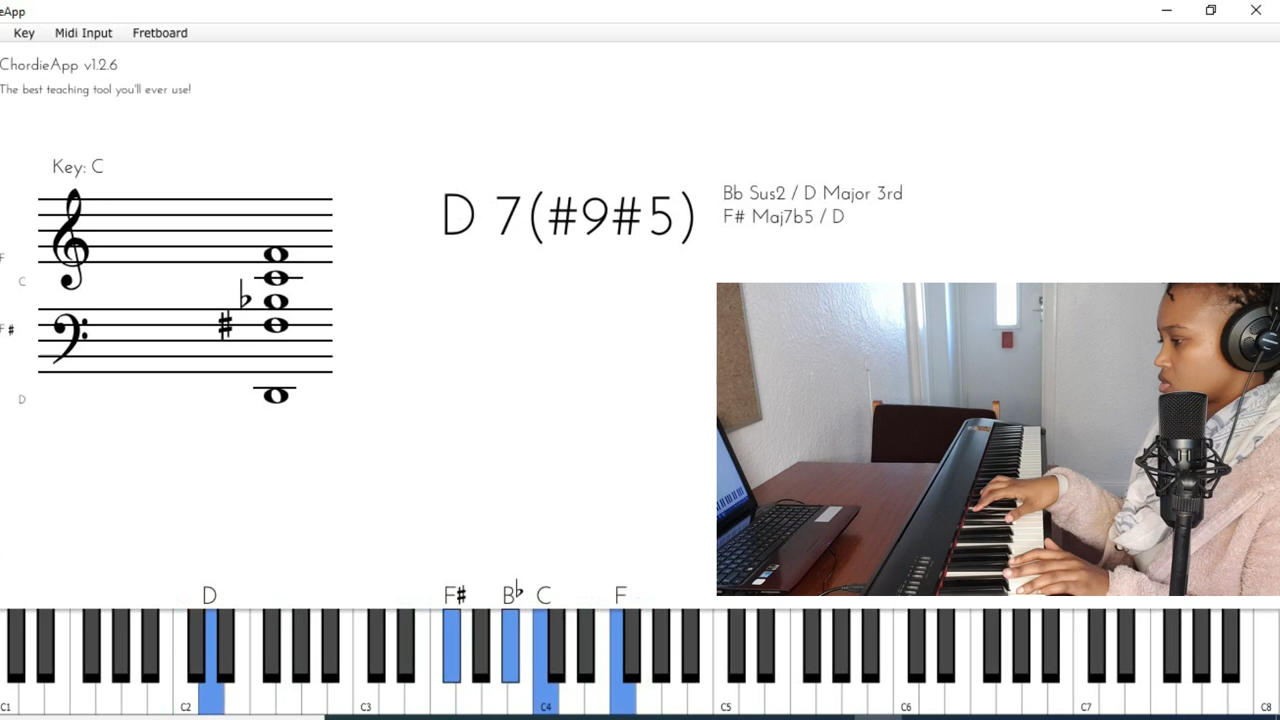 ieApp
Key Midi Input Fretboard
ChordieApp v1.2.6
The best teaching tool you'll ever use!
Key: C
D 7(#9#5)
Bb Sus2 / D Major 3rd
F# Maj7b5 / D
F
C
♭
♯
F♯
D
D F♯ B♭ C F
C1 C2 C3 C4 C5 C6 C7 C8